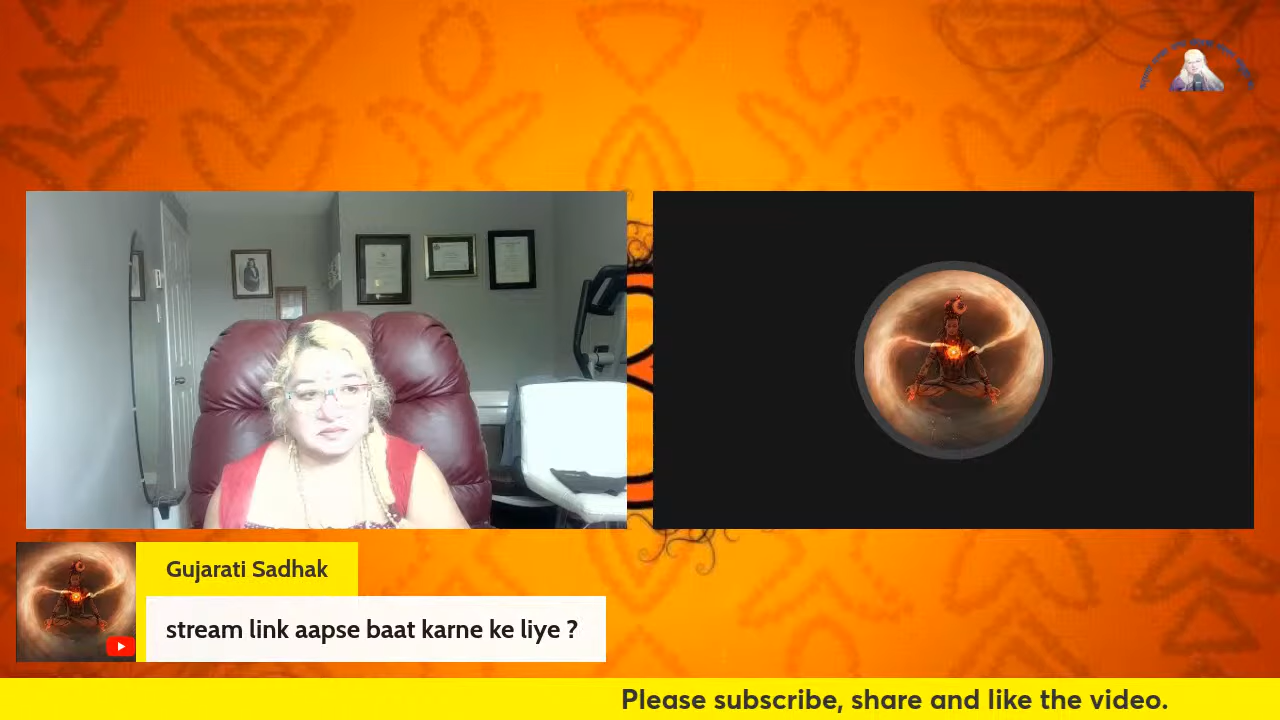 Gujarati Sadhak
stream link aapse baat karne ke liye ?
Please subscribe, share and like the video.